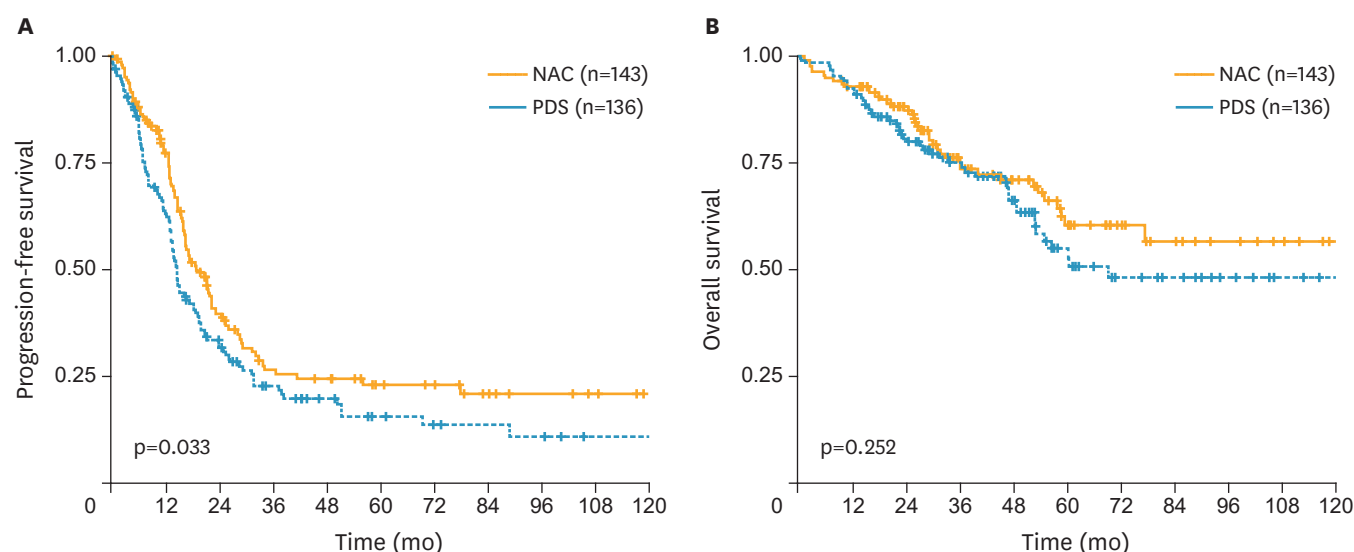 A
1.00
0.75
0.50
0.25
0
12
24
36
48
60
72
84
96
108
120
Progression-free survival
Time (mo)
NAC (n=143)
PDS (n=136)
p=0.033
B
1.00
0.75
0.50
0.25
0
12
24
36
48
60
72
84
96
108
120
Overall survival
Time (mo)
NAC (n=143)
PDS (n=136)
p=0.252